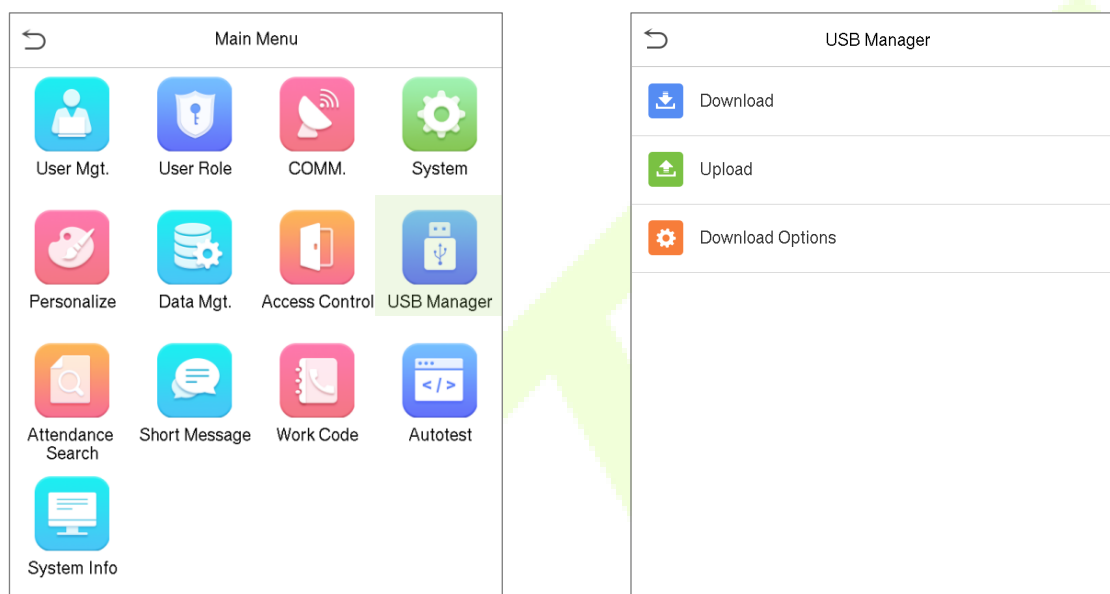 Main Menu
User Mgt.
User Role
COMM.
System
Personalize
Data Mgt.
Access Control
USB Manager
Attendance
Search
Short Message
Work Code
Autotest
System Info
USB Manager
Download
Upload
Download Options